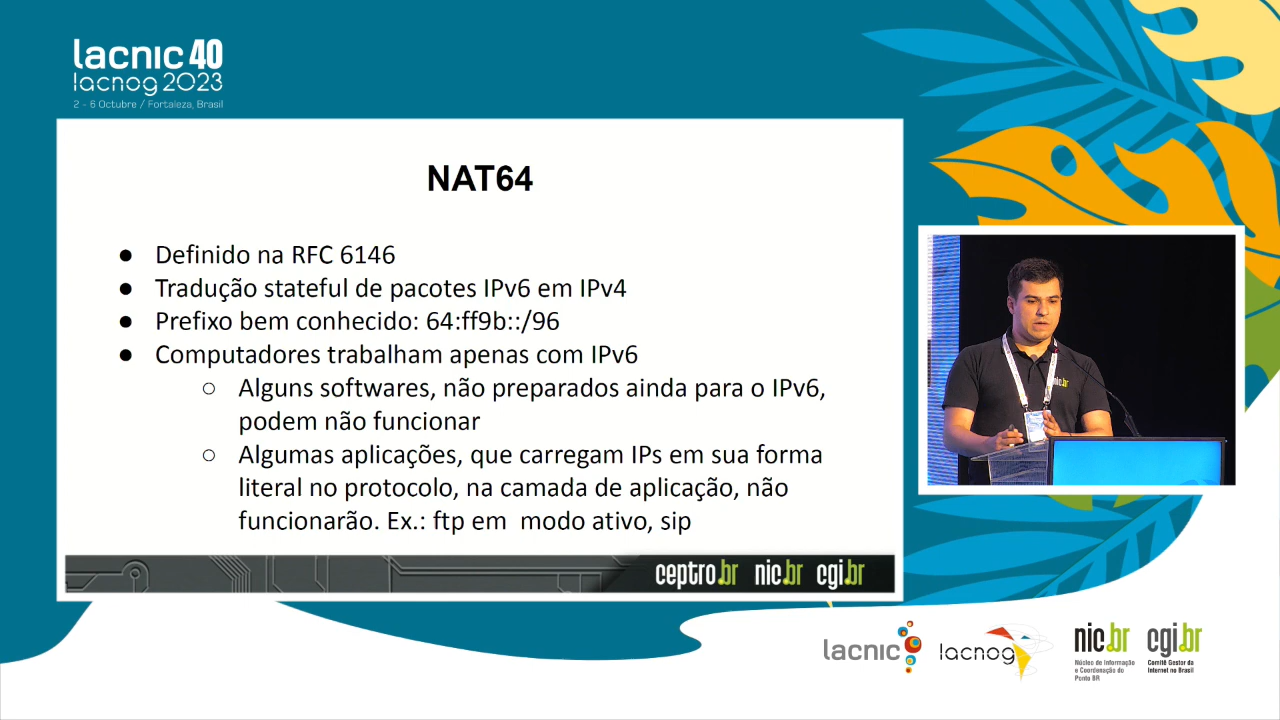 lacnic 40
lacnog 2023
2 - 6 Octubre / Fortaleza, Brasil
NAT64
● Definido na RFC 6146
● Tradução stateful de pacotes IPv6 em IPv4
● Prefixo bem conhecido: 64:ff9b::/96
● Computadores trabalham apenas com IPv6
○ Alguns softwares, não preparados ainda para o IPv6,
podem não funcionar
○ Algumas aplicações, que carregam IPs em sua forma
literal no protocolo, na camada de aplicação, não
funcionarão. Ex.: ftp em modo ativo, sip
ceptro.br nic.br cgi.br
nic.br
lacnic lacnog nic.br cgi.br
Núcleo de Informação
e Coordenação do
Ponto BR
Comitê Gestor da
Internet no Brasil